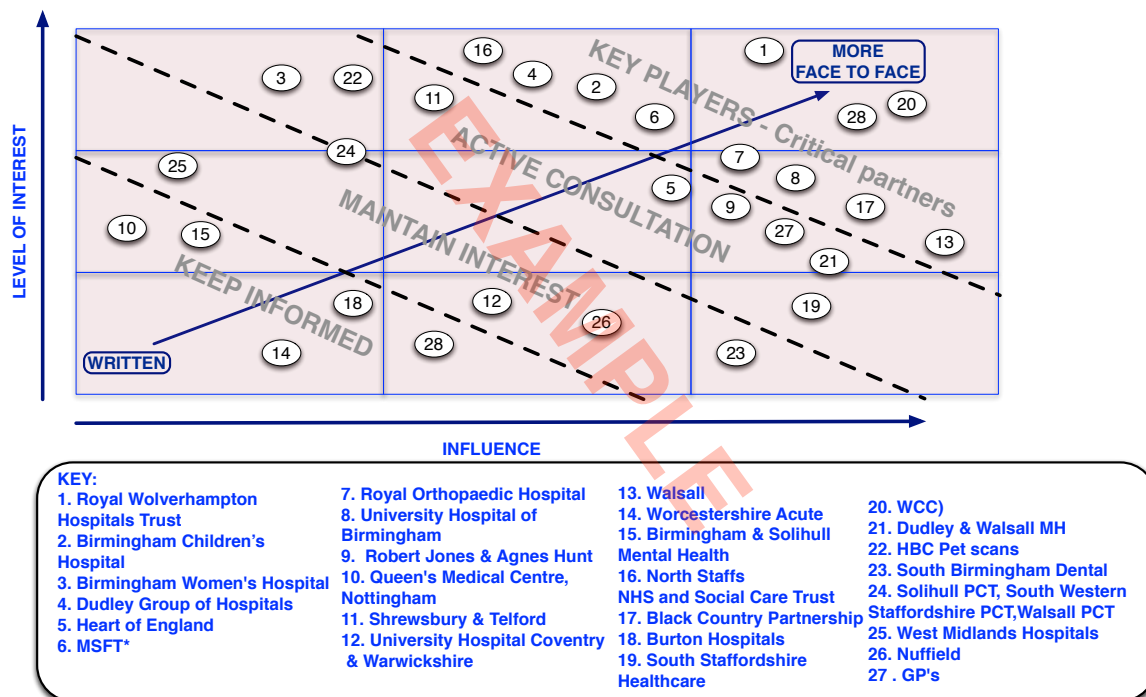 16
1
MORE
FACE TO FACE
3
22
4
2
11
20
28
6
KEY PLAYERS - Critical partners
24
7
25
8
5
ACTIVE CONSULTATION
9
17
10
15
27
13
21
MAINTAIN INTEREST
KEEP INFORMED
18
12
19
26
28
14
23
WRITTEN
EXAMPLE
LEVEL OF INTEREST
INFLUENCE
KEY:
1. Royal Wolverhampton
Hospitals Trust
2. Birmingham Children's
Hospital
3. Birmingham Women's Hospital
4. Dudley Group of Hospitals
5. Heart of England
6. MSFT*
7. Royal Orthopaedic Hospital
8. University Hospital of
Birmingham
9. Robert Jones & Agnes Hunt
10. Queen's Medical Centre,
Nottingham
11. Shrewsbury & Telford
12. University Hospital Coventry
& Warwickshire
13. Walsall
14. Worcestershire Acute
15. Birmingham & Solihull
Mental Health
16. North Staffs
NHS and Social Care Trust
17. Black Country Partnership
18. Burton Hospitals
19. South Staffordshire
Healthcare
20. WCC)
21. Dudley & Walsall MH
22. HBC Pet scans
23. South Birmingham Dental
24. Solihull PCT, South Western
Staffordshire PCT,Walsall PCT
25. West Midlands Hospitals
26. Nuffield
27 . GP's